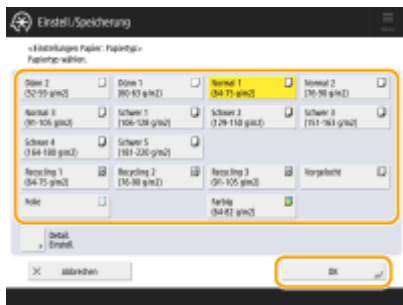 Einstell./Speicherung
<Einstellungen Papier: Papiertyp>
Papiertyp wählen.
Dünn 2
(52-59 g/m2)
Dünn 1
(60-63 g/m2)
Normal 1
(64-75 g/m2)
Normal 2
(76-90 g/m2)
Normal 3
(91-105 g/m2)
Schwer 1
(106-128 g/m2)
Schwer 2
(129-150 g/m2)
Schwer 3
(151-163 g/m2)
Schwer 4
(164-180 g/m2)
Schwer 5
(181-220 g/m2)
Recycling 1
(64-75 g/m2)
Recycling 2
(76-90 g/m2)
Recycling 3
(91-105 g/m2)
Vorgelocht
Folie
Farbig
(64-82 g/m2)
Detail.
Einstell.
Abbrechen
OK